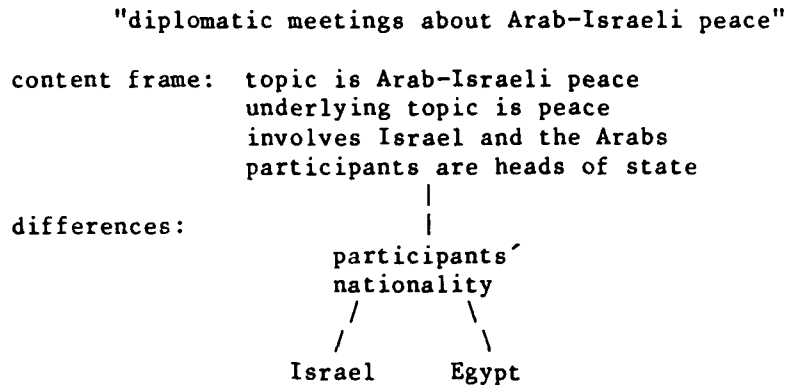 "diplomatic meetings about Arab-Israeli peace"
content frame: topic is Arab-Israeli peace
underlying topic is peace
involves Israel and the Arabs
participants are heads of state
differences:
participants´
nationality
Israel Egypt